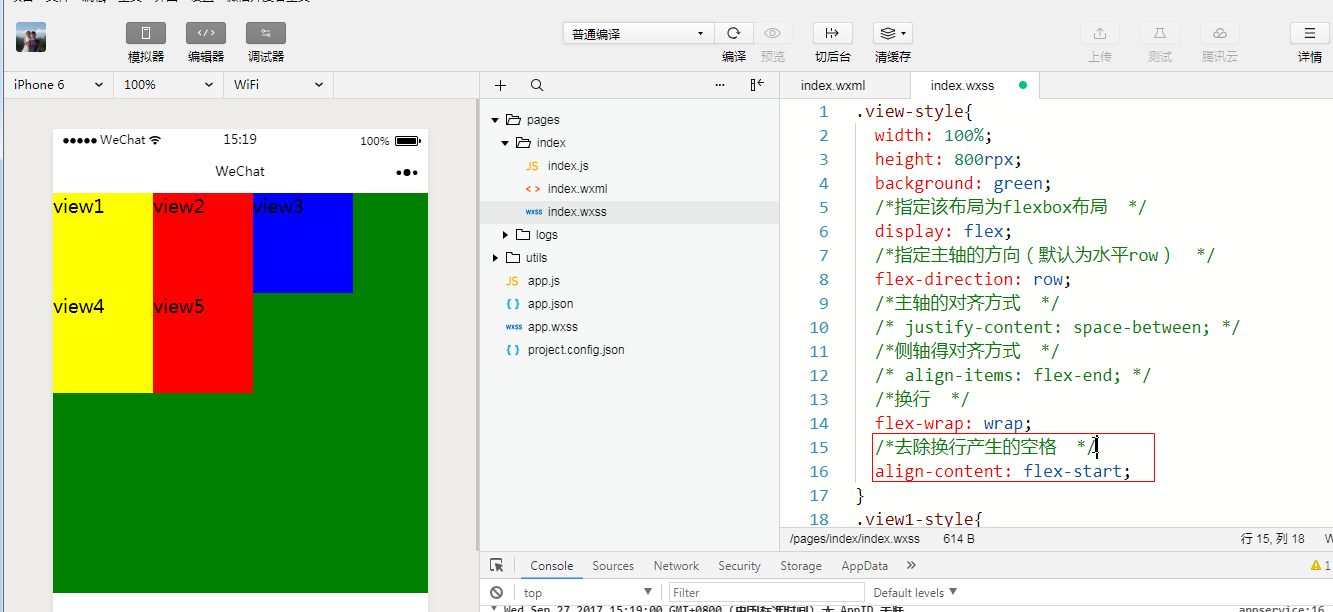 模拟器 编辑器 调试器 普通编译 编译 预览 切后台 清缓存 上传 测试 腾讯云 详情
iPhone 6 100% WiFi
index.wxml index.wxss
WeChat 15:19 100%
WeChat
view1 view2 view3
view4 view5
pages
index
JS index.js
< > index.wxml
wxss index.wxss
logs
utils
JS app.js
{ } app.json
wxss app.wxss
{ } project.config.json
1 .view-style{
2 width: 100%;
3 height: 800rpx;
4 background: green;
5 /*指定该布局为flexbox布局 */
6 display: flex;
7 /*指定主轴的方向（默认为水平row） */
8 flex-direction: row;
9 /*主轴的对齐方式 */
10 /* justify-content: space-between; */
11 /*侧轴得对齐方式 */
12 /* align-items: flex-end; */
13 /*换行 */
14 flex-wrap: wrap;
15 /*去除换行产生的空格 */
16 align-content: flex-start;
17 }
18 .view1-style{
/pages/index/index.wxss 614 B 行 15, 列 18 W
Console Sources Network Security Storage AppData » 1
top Filter Default levels
Wed Sep 27 2017 15:19:00 GMT+0800 appservice:16